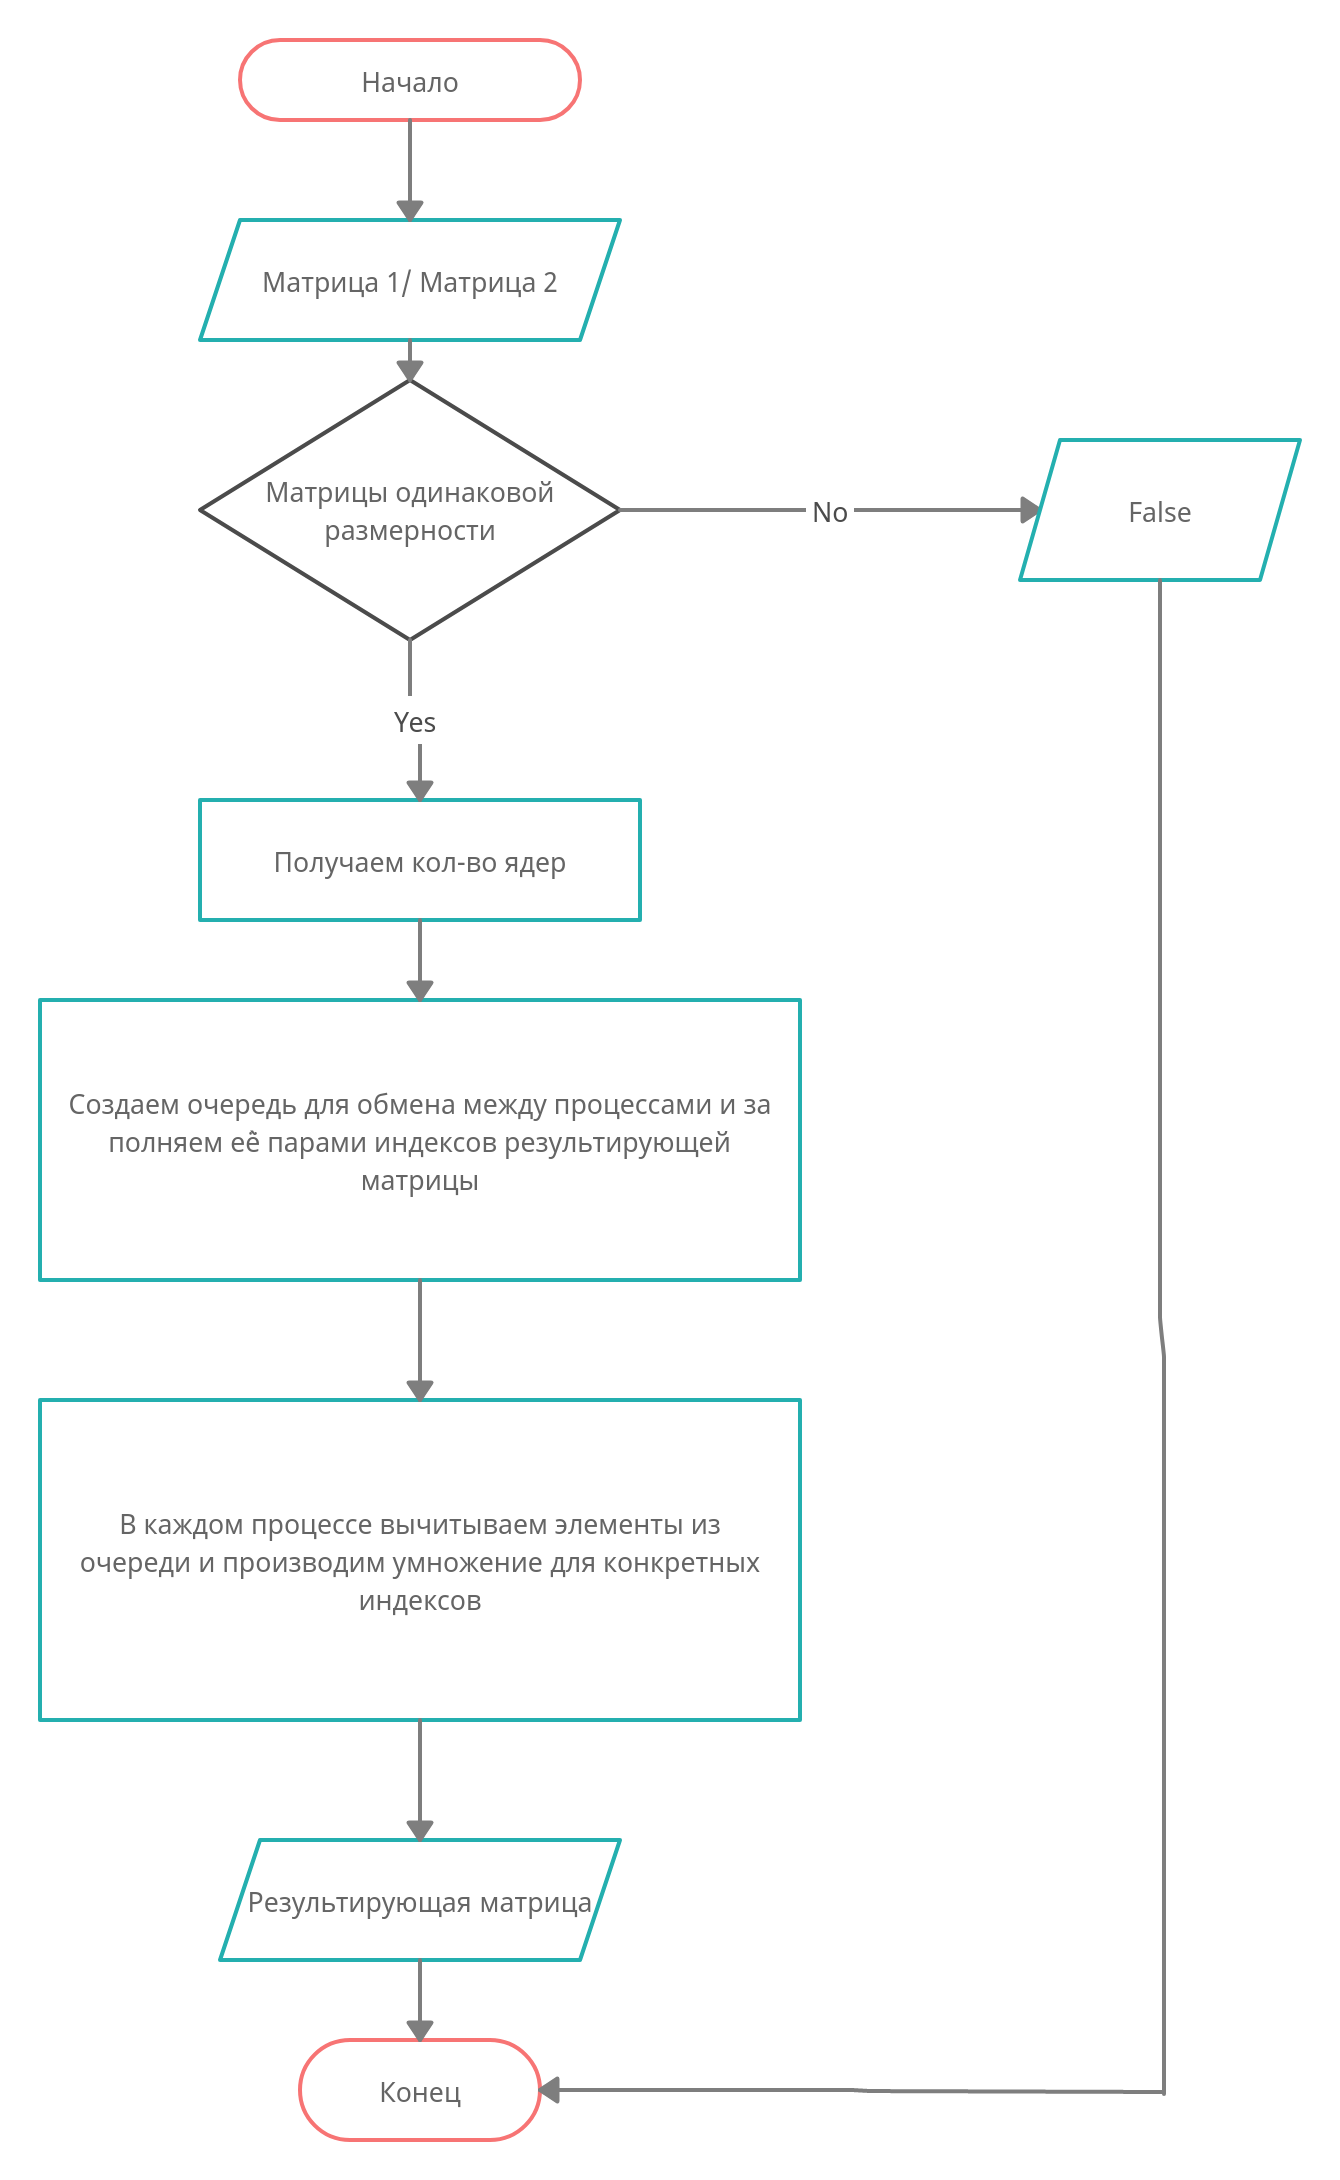 Начало
Матрица 1/ Матрица 2
Матрицы одинаковой
размерности
No
False
Yes
Получаем кол-во ядер
Создаем очередь для обмена между процессами и за
полняем её парами индексов результирующей
матрицы
В каждом процессе вычитываем элементы из
очереди и производим умножение для конкретных
индексов
Результирующая матрица
Конец